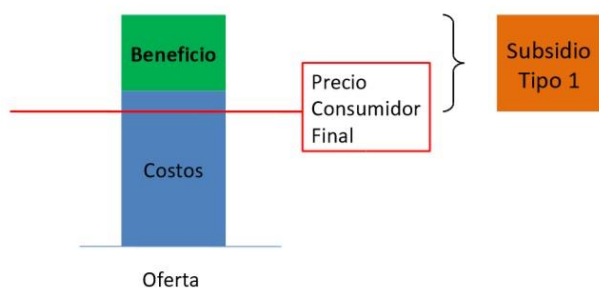 Beneficio
Subsidio
Tipo 1
Precio
Consumidor
Final
Costos
Oferta